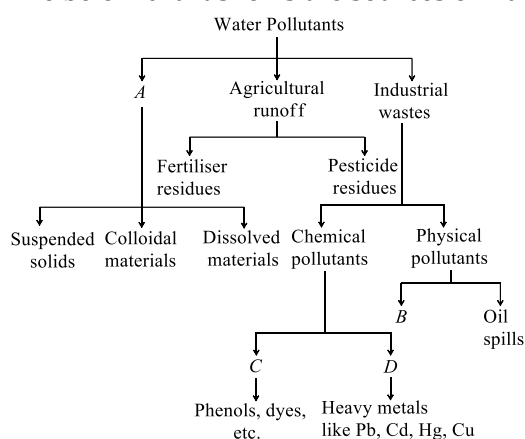 Water Pollutants
A
Agricultural
runoff
Industrial
wastes
Fertiliser
residues
Pesticide
residues
Suspended
solids
Colloidal
materials
Dissolved
materials
Chemical
pollutants
Physical
pollutants
B
Oil
spills
C
D
Phenols, dyes,
etc.
Heavy metals
like Pb, Cd, Hg, Cu